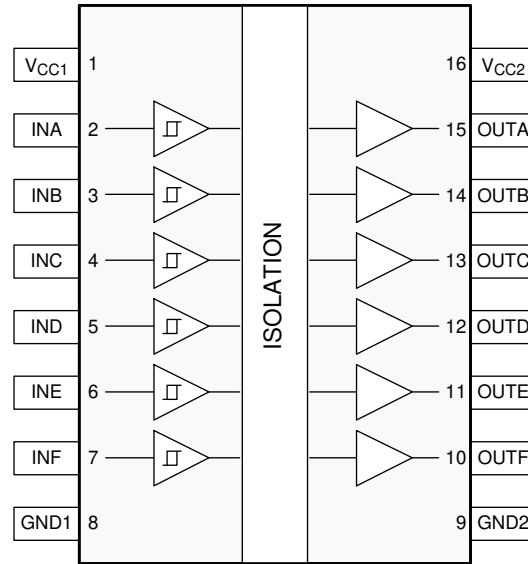 VCC1 1 16 VCC2
INA 2 15 OUTA
INB 3 14 OUTB
INC 4 13 OUTC
IND 5 12 OUTD
INE 6 11 OUTE
INF 7 10 OUTF
GND1 8 9 GND2
ISOLATION